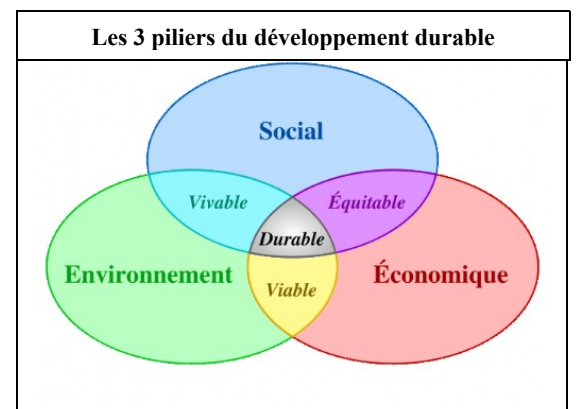 Les 3 piliers du développement durable
Social
Vivable
Équitable
Durable
Environnement
Économique
Viable